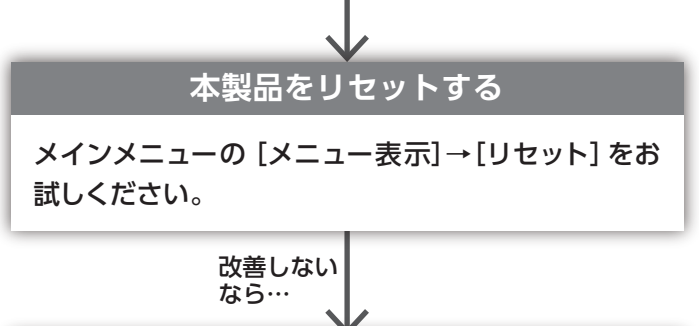 本製品をリセットする
メインメニューの［メニュー表示］→［リセット］をお
試しください。
改善しない
なら…